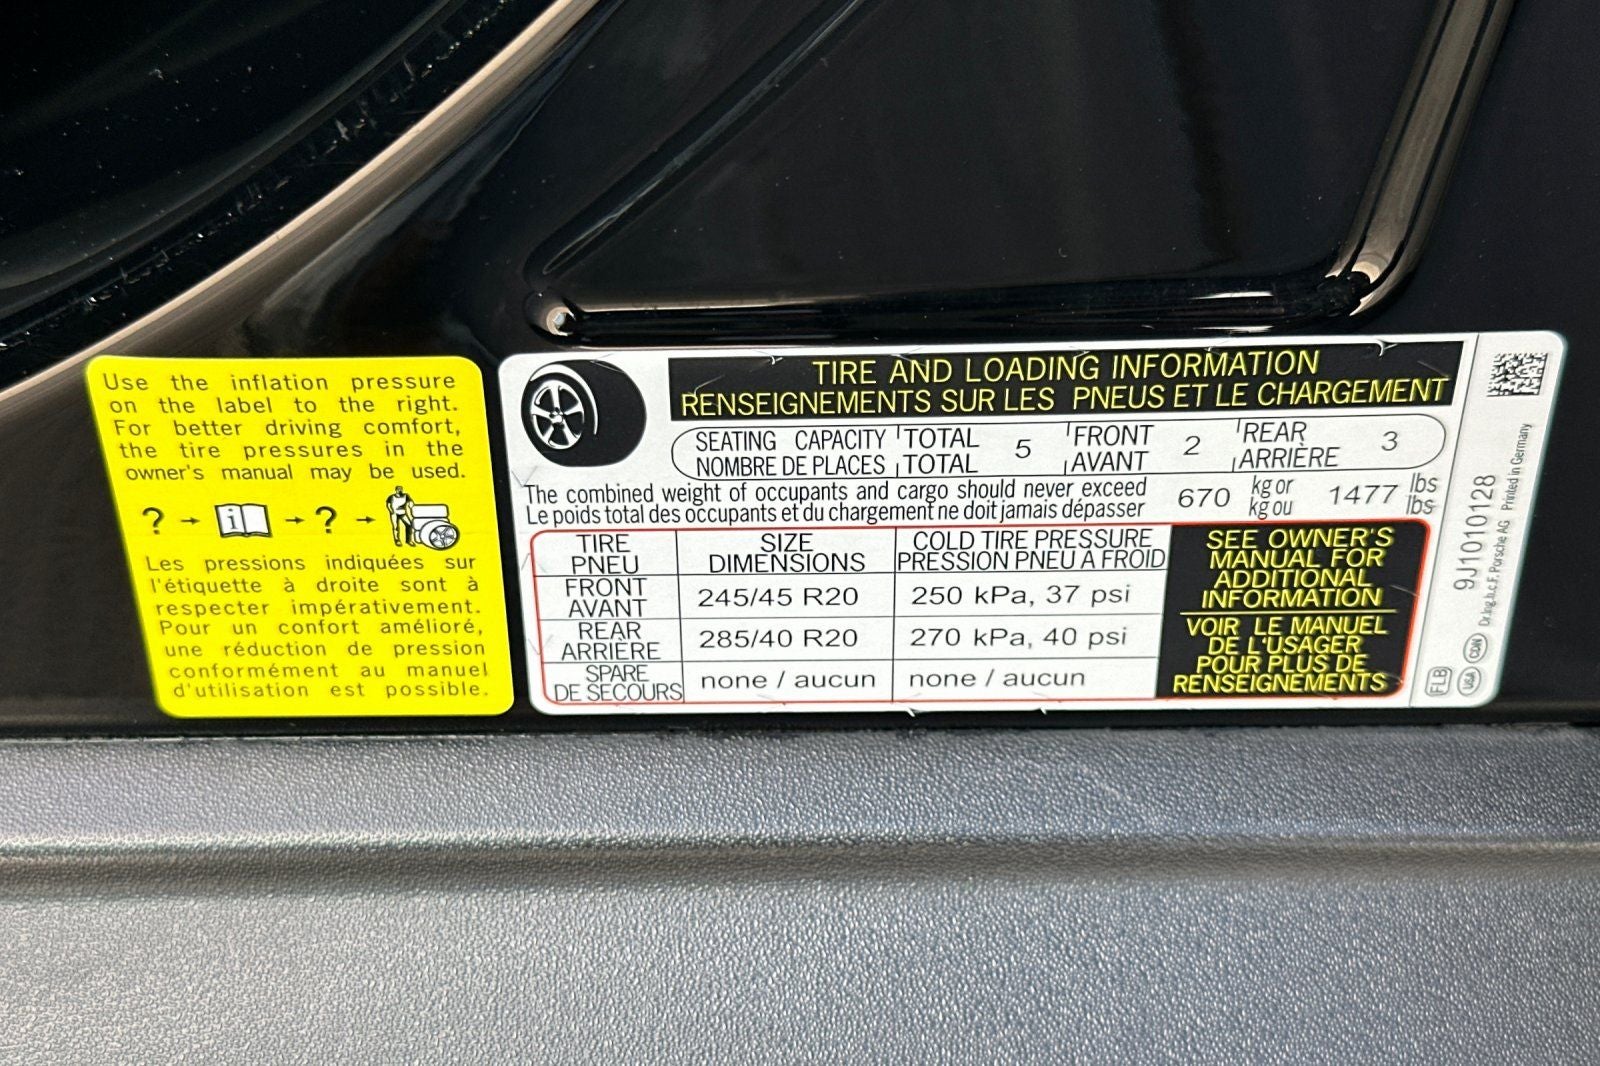 Use the inflation pressure
on the label to the right.
For better driving comfort,
the tire pressures in the
owner's manual may be used.
? → i → ? →
Les pressions indiquées sur
l'étiquette à droite sont à
respecter impérativement.
Pour un confort amélioré,
une réduction de pression
conformément au manuel
d'utilisation est possible.
TIRE AND LOADING INFORMATION
RENSEIGNEMENTS SUR LES PNEUS ET LE CHARGEMENT
SEATING CAPACITY TOTAL 5 FRONT 2 REAR 3
NOMBRE DE PLACES TOTAL AVANT ARRIÈRE
The combined weight of occupants and cargo should never exceed 670 kg or 1477 lbs
Le poids total des occupants et du chargement ne doit jamais dépasser kg ou lbs
TIRE SIZE COLD TIRE PRESSURE
PNEU DIMENSIONS PRESSION PNEU A FROID
FRONT 245/45 R20 250 kPa, 37 psi
AVANT
REAR 285/40 R20 270 kPa, 40 psi
ARRIÈRE
SPARE none / aucun none / aucun
DE SECOURS
SEE OWNER'S
MANUAL FOR
ADDITIONAL
INFORMATION
VOIR LE MANUEL
DE L'USAGER
POUR PLUS DE
RENSEIGNEMENTS
9J1010128
Dr.Ing.h.c.F. Porsche AG Printed in Germany
FLB USA CDN